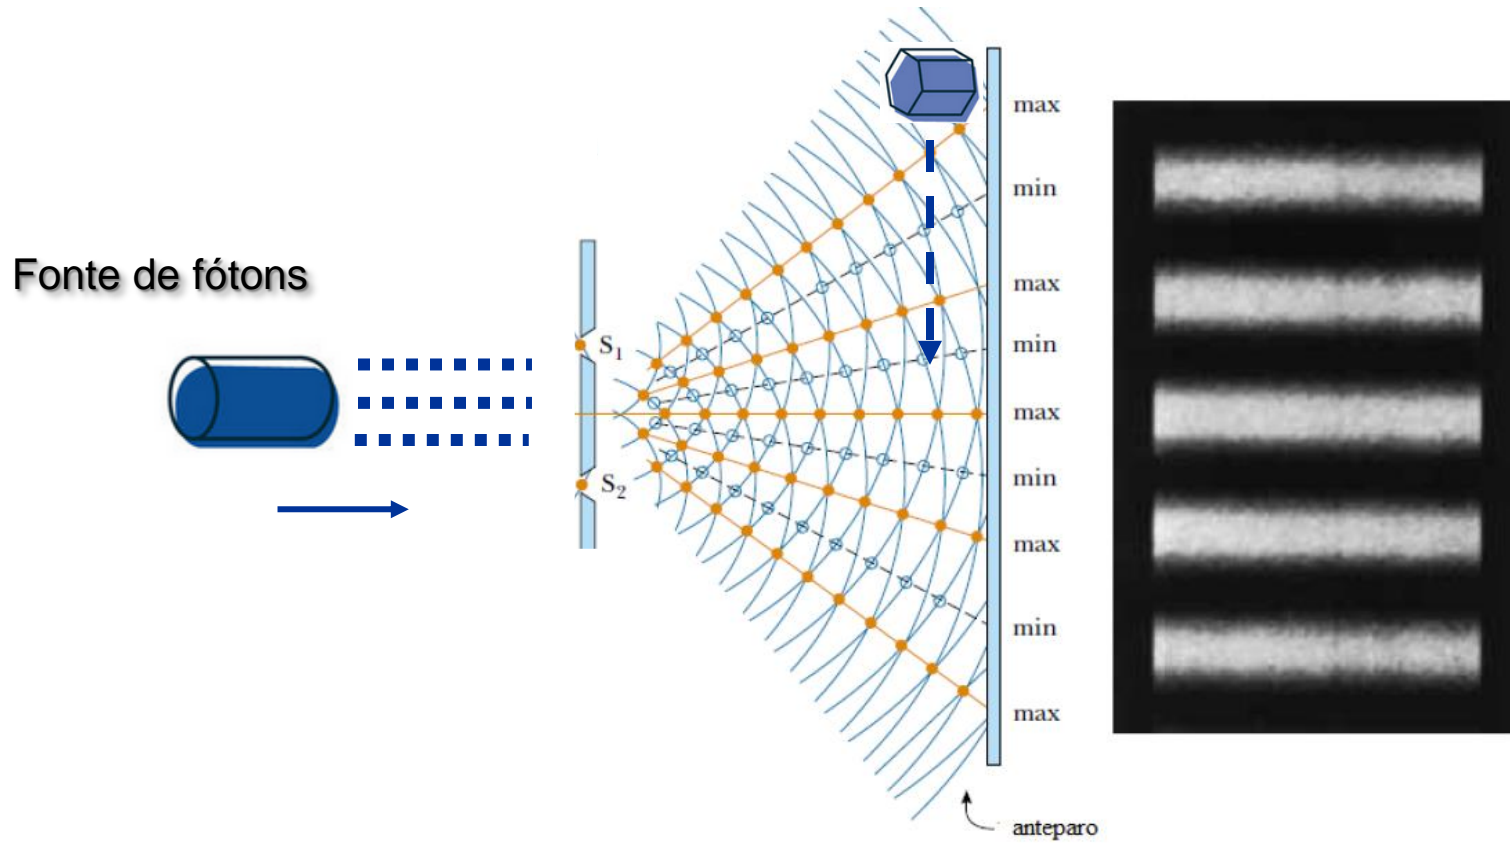 Fonte de fótons
S1
S2
max
min
max
min
max
min
max
min
max
anteparo